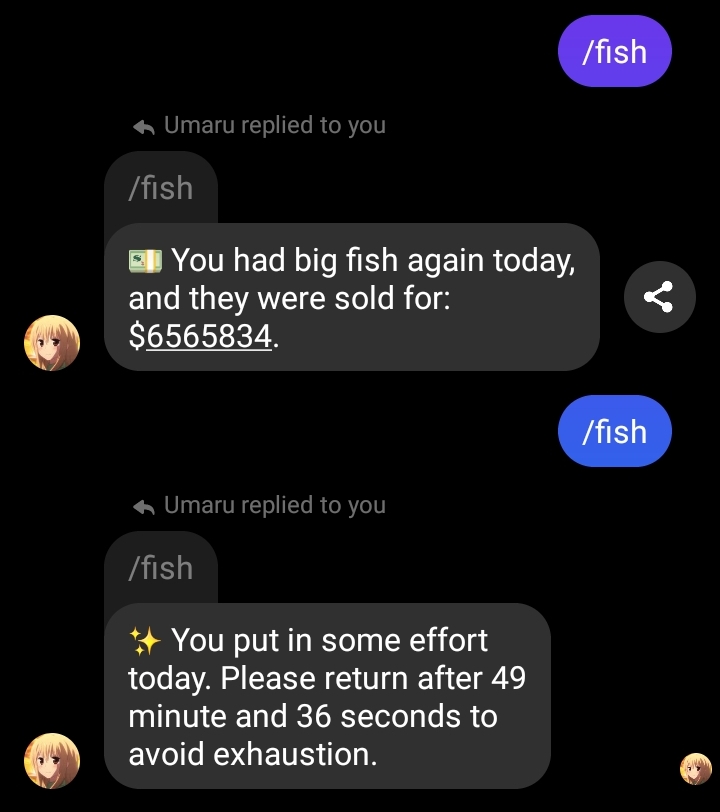 /fish
Umaru replied to you
/fish
💵 You had big fish again today,
and they were sold for:
$6565834.
/fish
Umaru replied to you
/fish
✨ You put in some effort
today. Please return after 49
minute and 36 seconds to
avoid exhaustion.